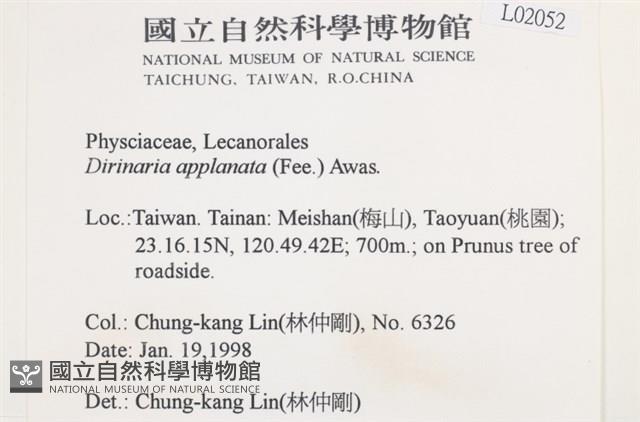 國立自然科學博物館
L02052
NATIONAL MUSEUM OF NATURAL SCIENCE
TAICHUNG, TAIWAN, R.O.CHINA
Physciaceae, Lecanorales
Dirinaria applanata (Fee.) Awas.
Loc.:Taiwan. Tainan: Meishan(梅山), Taoyuan(桃園);
23.16.15N, 120.49.42E; 700m.; on Prunus tree of
roadside.
Col.: Chung-kang Lin(林仲剛), No. 6326
Date: Jan. 19,1998
國立自然科學博物館
NATIONAL MUSEUM OF NATURAL SCIENCE
Det.: Chung-kang Lin(林仲剛)